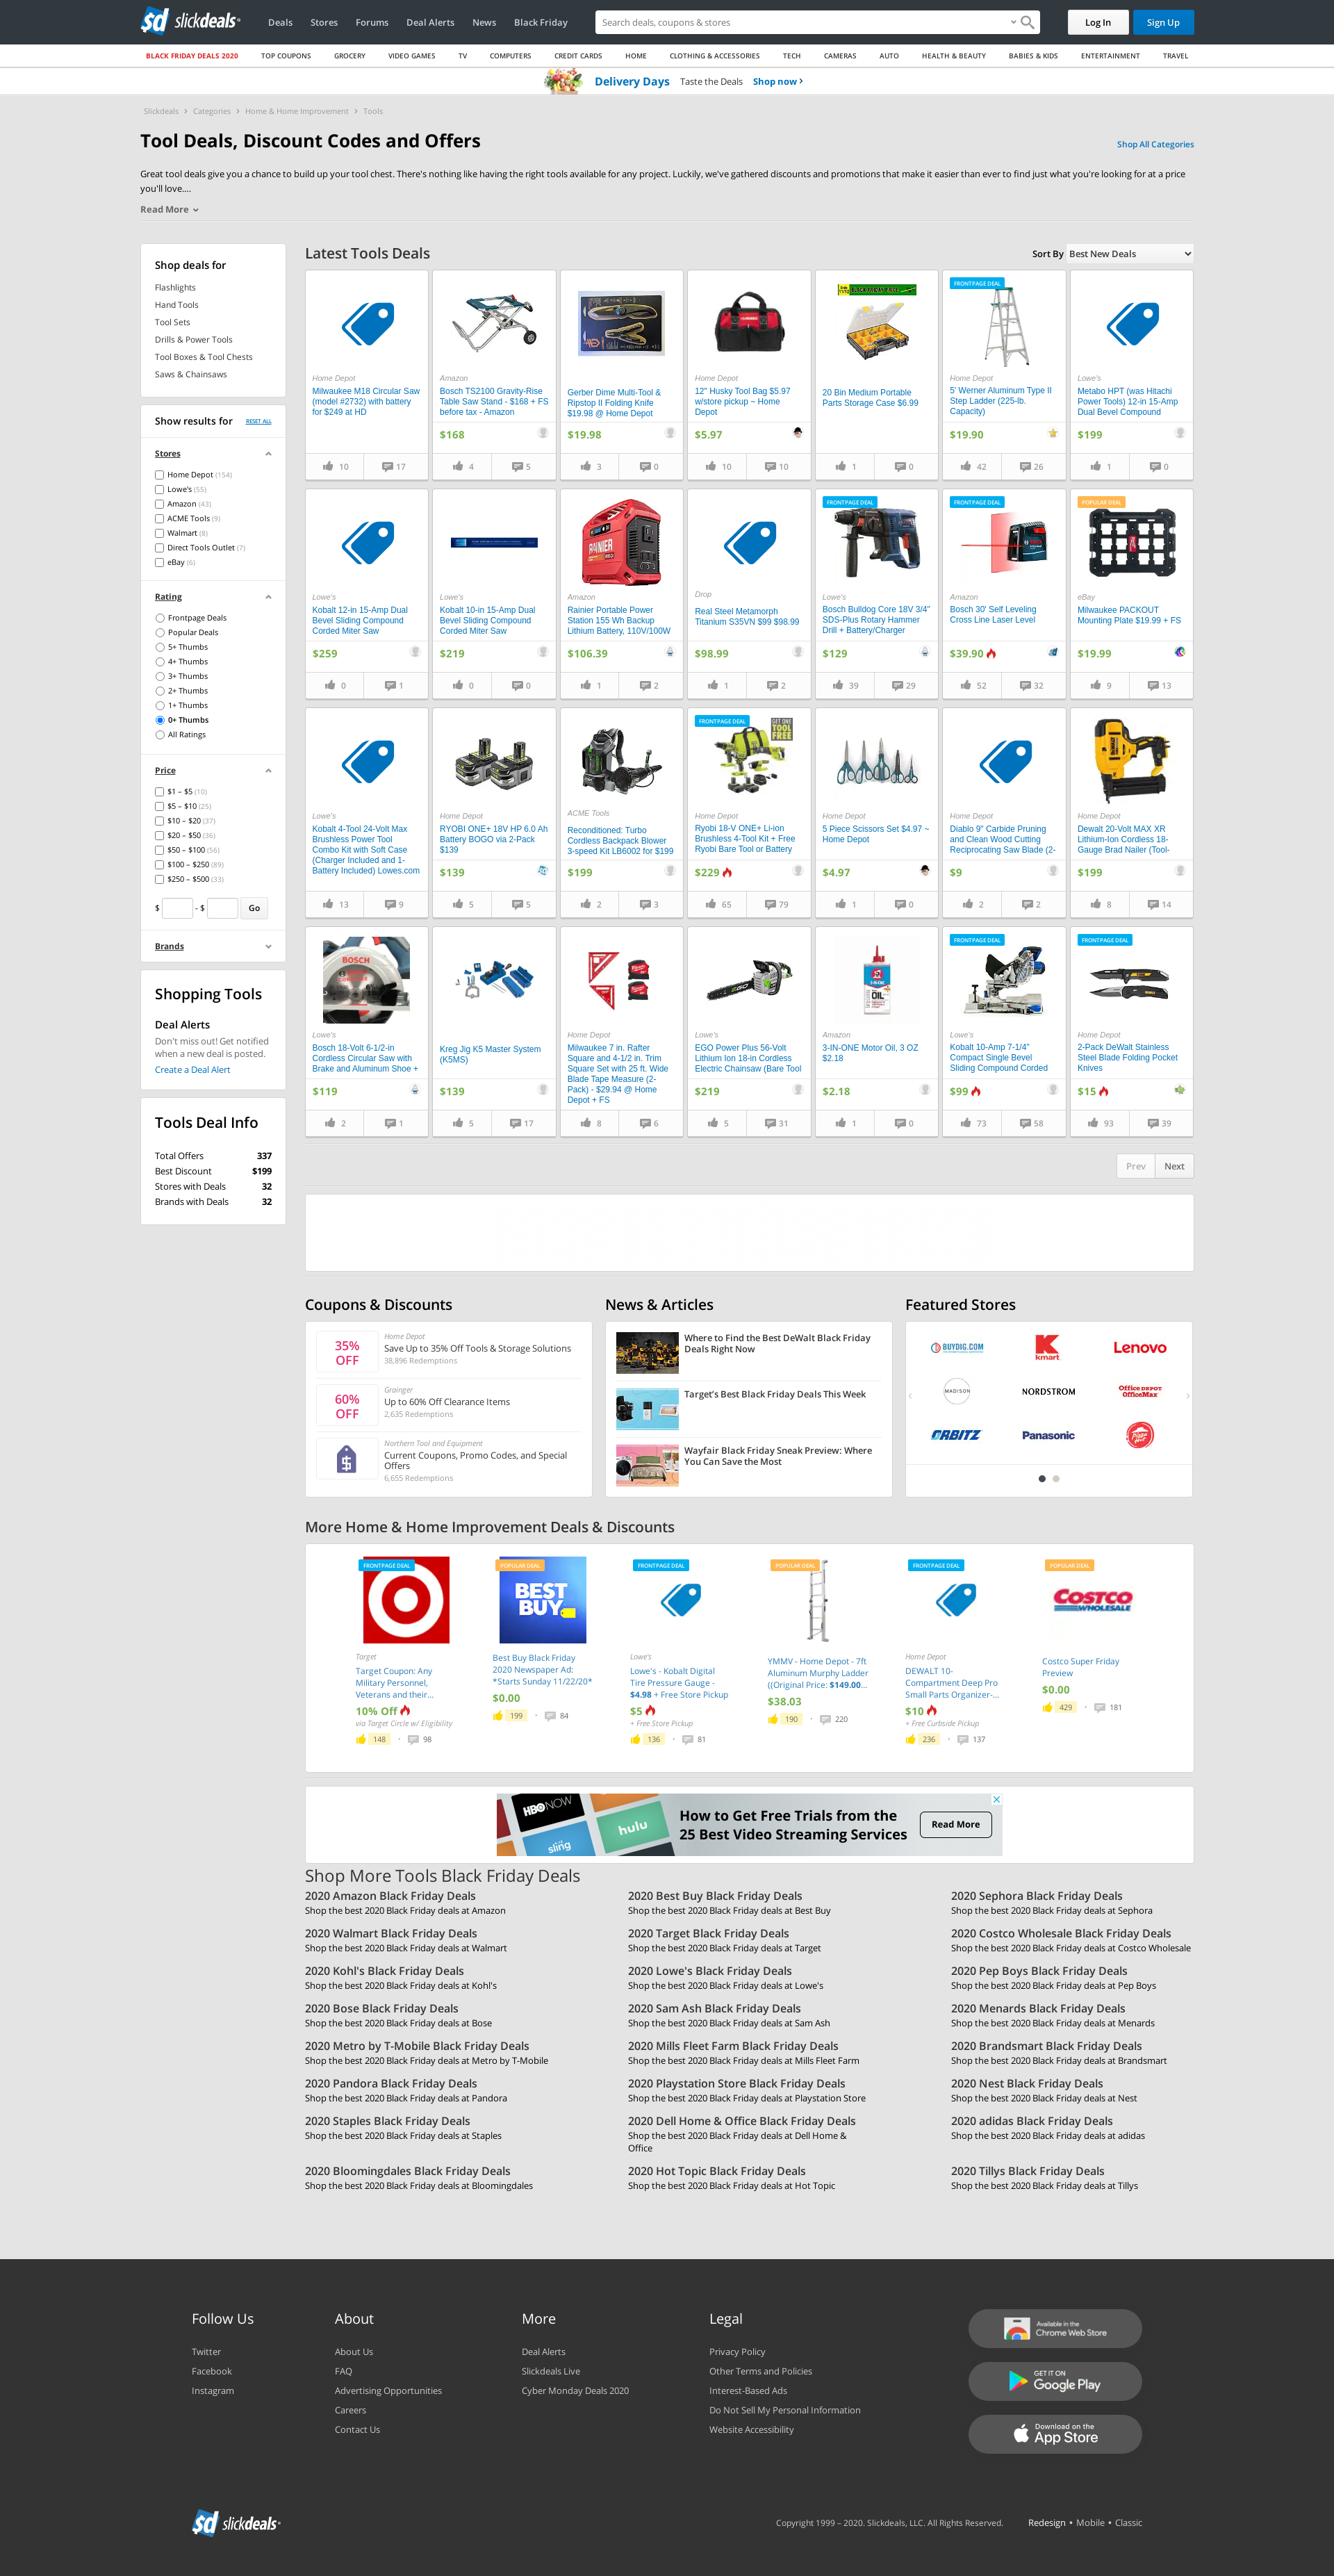 slickdeals
Deals Stores Forums Deal Alerts News Black Friday
Search deals, coupons & stores
Log In Sign Up
BLACK FRIDAY DEALS 2020 TOP COUPONS GROCERY VIDEO GAMES TV COMPUTERS CREDIT CARDS HOME CLOTHING & ACCESSORIES TECH CAMERAS AUTO HEALTH & BEAUTY BABIES & KIDS ENTERTAINMENT TRAVEL
Delivery Days Taste the Deals Shop now
Slickdeals Categories Home & Home Improvement Tools
Tool Deals, Discount Codes and Offers
Shop All Categories
Great tool deals give you a chance to build up your tool chest. There's nothing like having the right tools available for any project. Luckily, we've gathered discounts and promotions that make it easier than ever to find just what you're looking for at a price
you'll love....
Read More
Shop deals for
Flashlights
Hand Tools
Tool Sets
Drills & Power Tools
Tool Boxes & Tool Chests
Saws & Chainsaws
Show results for RESET ALL
Stores
Home Depot (154)
Lowe's (55)
Amazon (43)
ACME Tools (9)
Walmart (8)
Direct Tools Outlet (7)
eBay (6)
Rating
Frontpage Deals
Popular Deals
5+ Thumbs
4+ Thumbs
3+ Thumbs
2+ Thumbs
1+ Thumbs
0+ Thumbs
All Ratings
Price
$1 – $5 (10)
$5 – $10 (25)
$10 – $20 (37)
$20 – $50 (36)
$50 – $100 (56)
$100 – $250 (89)
$250 – $500 (33)
$ - $ Go
Brands
Shopping Tools
Deal Alerts
Don't miss out! Get notified
when a new deal is posted.
Create a Deal Alert
Tools Deal Info
Total Offers 337
Best Discount $199
Stores with Deals 32
Brands with Deals 32
Latest Tools Deals
Sort By Best New Deals
Home Depot
Milwaukee M18 Circular Saw
(model #2732) with battery
for $249 at HD
10 17
Amazon
Bosch TS2100 Gravity-Rise
Table Saw Stand - $168 + FS
before tax - Amazon
$168
4 5
Gerber Dime Multi-Tool &
Ripstop II Folding Knife
$19.98 @ Home Depot
$19.98
3 0
Home Depot
12" Husky Tool Bag $5.97
w/store pickup ~ Home
Depot
$5.97
10 10
20 Bin Medium Portable
Parts Storage Case $6.99
1 0
FRONTPAGE DEAL
Home Depot
5' Werner Aluminum Type II
Step Ladder (225-lb.
Capacity)
$19.90
42 26
Lowe's
Metabo HPT (was Hitachi
Power Tools) 12-in 15-Amp
Dual Bevel Compound
$199
1 0
Lowe's
Kobalt 12-in 15-Amp Dual
Bevel Sliding Compound
Corded Miter Saw
$259
0 1
Lowe's
Kobalt 10-in 15-Amp Dual
Bevel Sliding Compound
Corded Miter Saw
$219
0 0
RAINIER
Amazon
Rainier Portable Power
Station 155 Wh Backup
Lithium Battery, 110V/100W
$106.39
1 2
Drop
Real Steel Metamorph
Titanium S35VN $99 $98.99
$98.99
1 2
FRONTPAGE DEAL
Lowe's
Bosch Bulldog Core 18V 3/4"
SDS-Plus Rotary Hammer
Drill + Battery/Charger
$129
39 29
FRONTPAGE DEAL
Amazon
Bosch 30' Self Leveling
Cross Line Laser Level
$39.90
52 32
POPULAR DEAL
eBay
Milwaukee PACKOUT
Mounting Plate $19.99 + FS
$19.99
9 13
Lowe's
Kobalt 4-Tool 24-Volt Max
Brushless Power Tool
Combo Kit with Soft Case
(Charger Included and 1-
Battery Included) Lowes.com
13 9
Home Depot
RYOBI ONE+ 18V HP 6.0 Ah
Battery BOGO via 2-Pack
$139
$139
5 5
ACME Tools
Reconditioned: Turbo
Cordless Backpack Blower
3-speed Kit LB6002 for $199
$199
2 3
FRONTPAGE DEAL
GET ONE
TOOL
FREE
Home Depot
Ryobi 18-V ONE+ Li-ion
Brushless 4-Tool Kit + Free
Ryobi Bare Tool or Battery
$229
65 79
Home Depot
5 Piece Scissors Set $4.97 ~
Home Depot
$4.97
1 0
Home Depot
Diablo 9" Carbide Pruning
and Clean Wood Cutting
Reciprocating Saw Blade (2-
$9
2 2
Home Depot
Dewalt 20-Volt MAX XR
Lithium-Ion Cordless 18-
Gauge Brad Nailer (Tool-
$199
8 14
BOSCH
Lowe's
Bosch 18-Volt 6-1/2-in
Cordless Circular Saw with
Brake and Aluminum Shoe +
$119
2 1
Kreg Jig K5 Master System
(K5MS)
$139
5 17
Home Depot
Milwaukee 7 in. Rafter
Square and 4-1/2 in. Trim
Square Set with 25 ft. Wide
Blade Tape Measure (2-
Pack) - $29.94 @ Home
Depot + FS
8 6
Lowe's
EGO Power Plus 56-Volt
Lithium Ion 18-in Cordless
Electric Chainsaw (Bare Tool
$219
5 31
OIL
Amazon
3-IN-ONE Motor Oil, 3 OZ
$2.18
$2.18
1 0
FRONTPAGE DEAL
Lowe's
Kobalt 10-Amp 7-1/4"
Compact Single Bevel
Sliding Compound Corded
$99
73 58
FRONTPAGE DEAL
Home Depot
2-Pack DeWalt Stainless
Steel Blade Folding Pocket
Knives
$15
93 39
Prev Next
Coupons & Discounts
35%
OFF
Home Depot
Save Up to 35% Off Tools & Storage Solutions
38,896 Redemptions
60%
OFF
Grainger
Up to 60% Off Clearance Items
2,635 Redemptions
Northern Tool and Equipment
Current Coupons, Promo Codes, and Special
Offers
6,655 Redemptions
News & Articles
Where to Find the Best DeWalt Black Friday
Deals Right Now
Target's Best Black Friday Deals This Week
Wayfair Black Friday Sneak Preview: Where
You Can Save the Most
Featured Stores
BUYDIG.COM kmart Lenovo
MADISON NORDSTROM Office DEPOT OfficeMax
ORBITZ Panasonic Pizza Hut
More Home & Home Improvement Deals & Discounts
FRONTPAGE DEAL
Target
Target Coupon: Any
Military Personnel,
Veterans and their...
10% Off
via Target Circle w/ Eligibility
148 • 98
POPULAR DEAL
BEST BUY
Best Buy Black Friday
2020 Newspaper Ad:
*Starts Sunday 11/22/20*
$0.00
199 • 84
FRONTPAGE DEAL
Lowe's
Lowe's - Kobalt Digital
Tire Pressure Gauge -
$4.98 + Free Store Pickup
$5
+ Free Store Pickup
136 • 81
POPULAR DEAL
YMMV - Home Depot - 7ft
Aluminum Murphy Ladder
((Original Price: $149.00...
$38.03
190 • 220
FRONTPAGE DEAL
Home Depot
DEWALT 10-
Compartment Deep Pro
Small Parts Organizer-...
$10
+ Free Curbside Pickup
236 • 137
POPULAR DEAL
COSTCO WHOLESALE
Costco Super Friday
Preview
$0.00
429 • 181
HBO NOW sling hulu
How to Get Free Trials from the
25 Best Video Streaming Services
Read More
Shop More Tools Black Friday Deals
2020 Amazon Black Friday Deals
Shop the best 2020 Black Friday deals at Amazon
2020 Best Buy Black Friday Deals
Shop the best 2020 Black Friday deals at Best Buy
2020 Sephora Black Friday Deals
Shop the best 2020 Black Friday deals at Sephora
2020 Walmart Black Friday Deals
Shop the best 2020 Black Friday deals at Walmart
2020 Target Black Friday Deals
Shop the best 2020 Black Friday deals at Target
2020 Costco Wholesale Black Friday Deals
Shop the best 2020 Black Friday deals at Costco Wholesale
2020 Kohl's Black Friday Deals
Shop the best 2020 Black Friday deals at Kohl's
2020 Lowe's Black Friday Deals
Shop the best 2020 Black Friday deals at Lowe's
2020 Pep Boys Black Friday Deals
Shop the best 2020 Black Friday deals at Pep Boys
2020 Bose Black Friday Deals
Shop the best 2020 Black Friday deals at Bose
2020 Sam Ash Black Friday Deals
Shop the best 2020 Black Friday deals at Sam Ash
2020 Menards Black Friday Deals
Shop the best 2020 Black Friday deals at Menards
2020 Metro by T-Mobile Black Friday Deals
Shop the best 2020 Black Friday deals at Metro by T-Mobile
2020 Mills Fleet Farm Black Friday Deals
Shop the best 2020 Black Friday deals at Mills Fleet Farm
2020 Brandsmart Black Friday Deals
Shop the best 2020 Black Friday deals at Brandsmart
2020 Pandora Black Friday Deals
Shop the best 2020 Black Friday deals at Pandora
2020 Playstation Store Black Friday Deals
Shop the best 2020 Black Friday deals at Playstation Store
2020 Nest Black Friday Deals
Shop the best 2020 Black Friday deals at Nest
2020 Staples Black Friday Deals
Shop the best 2020 Black Friday deals at Staples
2020 Dell Home & Office Black Friday Deals
Shop the best 2020 Black Friday deals at Dell Home &
Office
2020 adidas Black Friday Deals
Shop the best 2020 Black Friday deals at adidas
2020 Bloomingdales Black Friday Deals
Shop the best 2020 Black Friday deals at Bloomingdales
2020 Hot Topic Black Friday Deals
Shop the best 2020 Black Friday deals at Hot Topic
2020 Tillys Black Friday Deals
Shop the best 2020 Black Friday deals at Tillys
Follow Us
Twitter
Facebook
Instagram
About
About Us
FAQ
Advertising Opportunities
Careers
Contact Us
More
Deal Alerts
Slickdeals Live
Cyber Monday Deals 2020
Legal
Privacy Policy
Other Terms and Policies
Interest-Based Ads
Do Not Sell My Personal Information
Website Accessibility
Available in the
Chrome Web Store
GET IT ON
Google Play
Download on the
App Store
slickdeals
Copyright 1999 – 2020. Slickdeals, LLC. All Rights Reserved. Redesign • Mobile • Classic